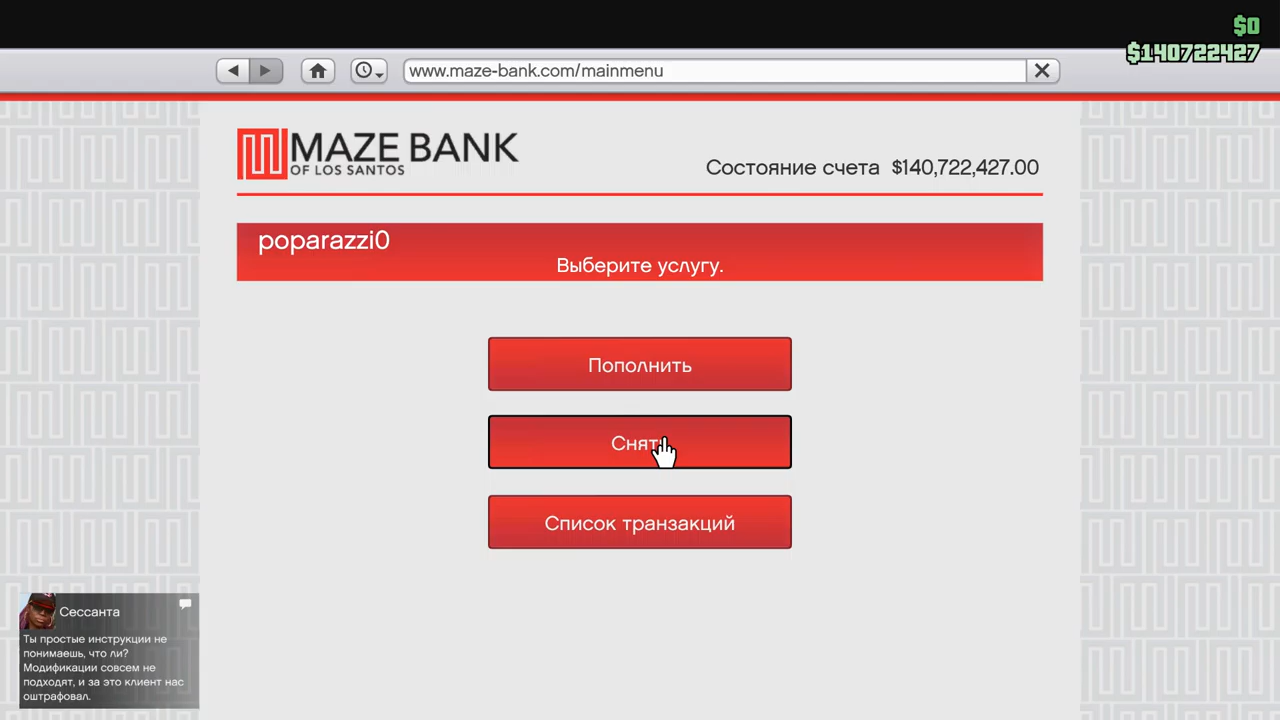 $0
$140722427
www.maze-bank.com/mainmenu
MAZE BANK
OF LOS SANTOS
Состояние счета $140,722,427.00
poparazzi0
Выберите услугу.
Пополнить
Снять
Список транзакций
Сессанта
Ты простые инструкции не
понимаешь, что ли?
Модификации совсем не
подходят, и за это клиент нас
оштрафовал.